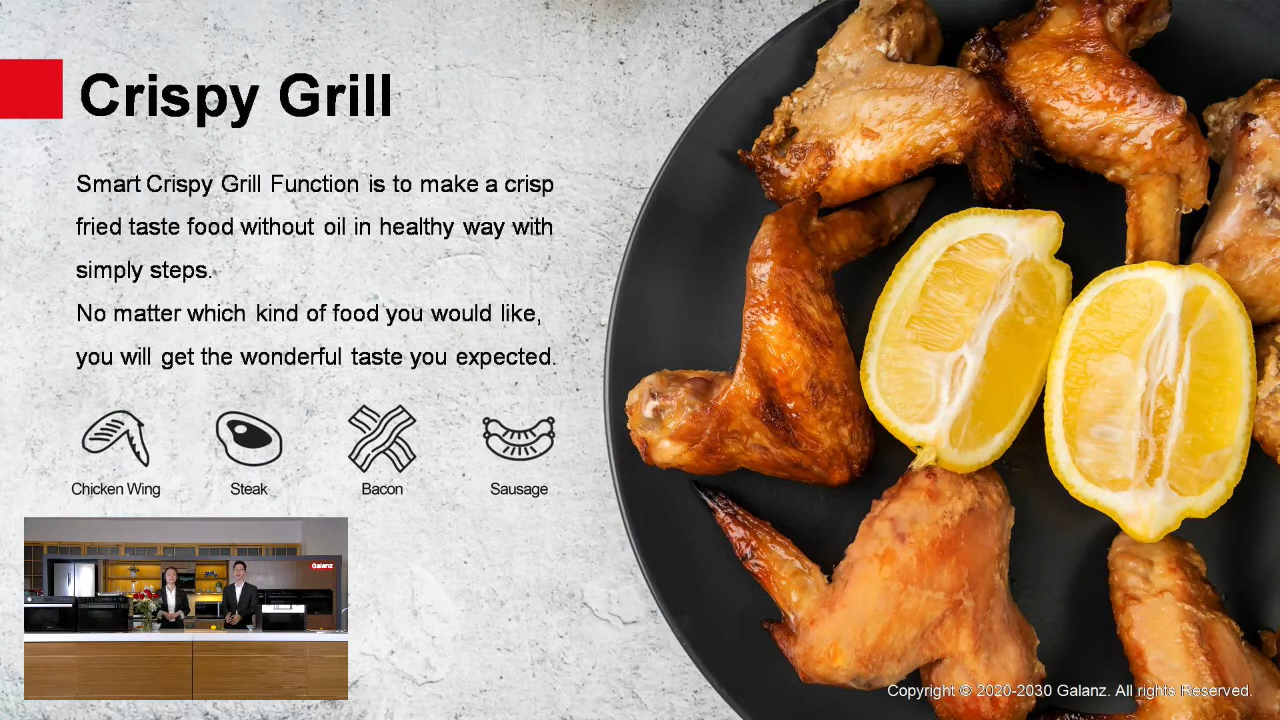 Crispy Grill
Smart Crispy Grill Function is to make a crisp
fried taste food without oil in healthy way with
simply steps.
No matter which kind of food you would like,
you will get the wonderful taste you expected.
Chicken Wing
Steak
Bacon
Sausage
Galanz
Copyright © 2020-2030 Galanz. All rights Reserved.